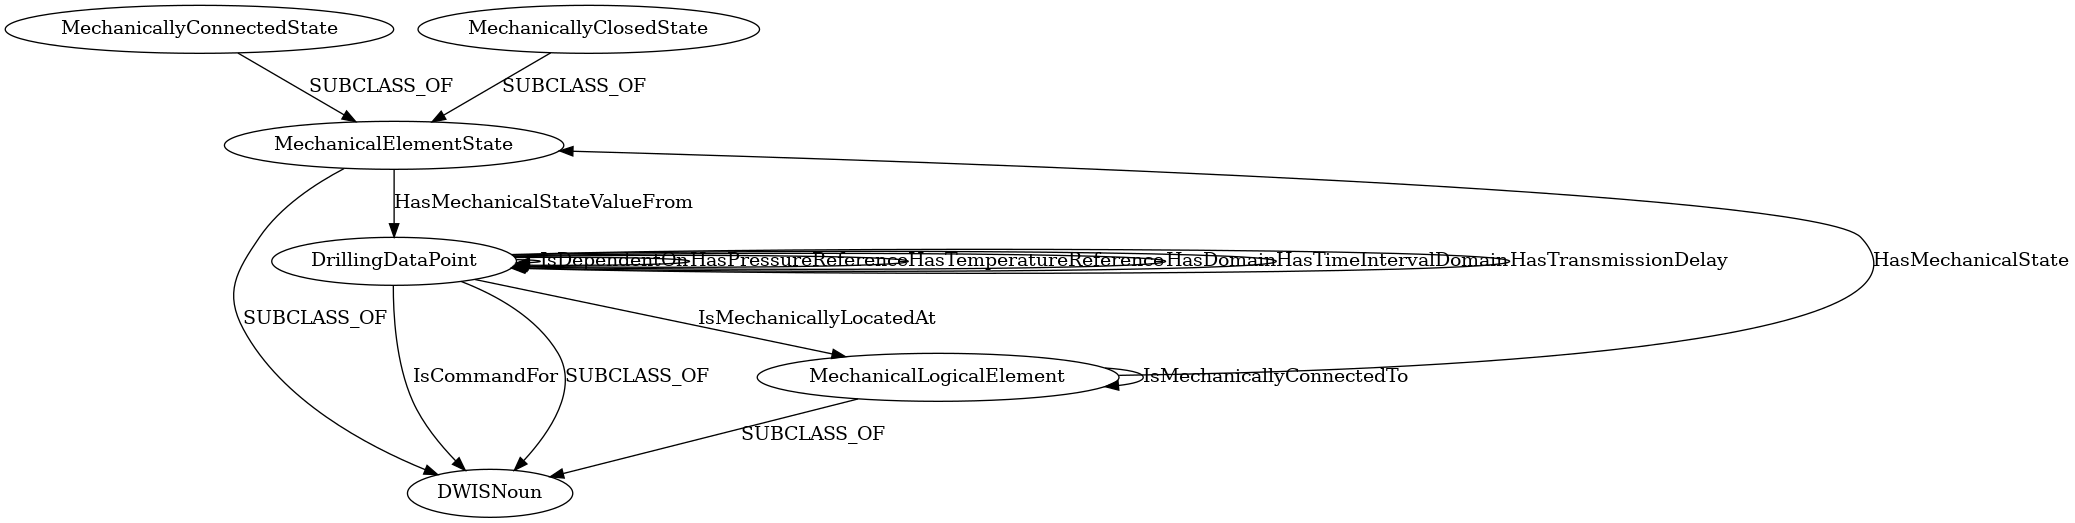 MechanicallyConnectedState
MechanicallyClosedState
SUBCLASS_OF
SUBCLASS_OF
MechanicalElementState
HasMechanicalStateValueFrom
DrillingDataPoint
IsDependentOn
HasPressureReference
HasTemperatureReference
HasDomain
HasTimeIntervalDomain
HasTransmissionDelay
HasMechanicalState
SUBCLASS_OF
IsMechanicallyLocatedAt
IsCommandFor
SUBCLASS_OF
MechanicalLogicalElement
IsMechanicallyConnectedTo
SUBCLASS_OF
DWISNoun